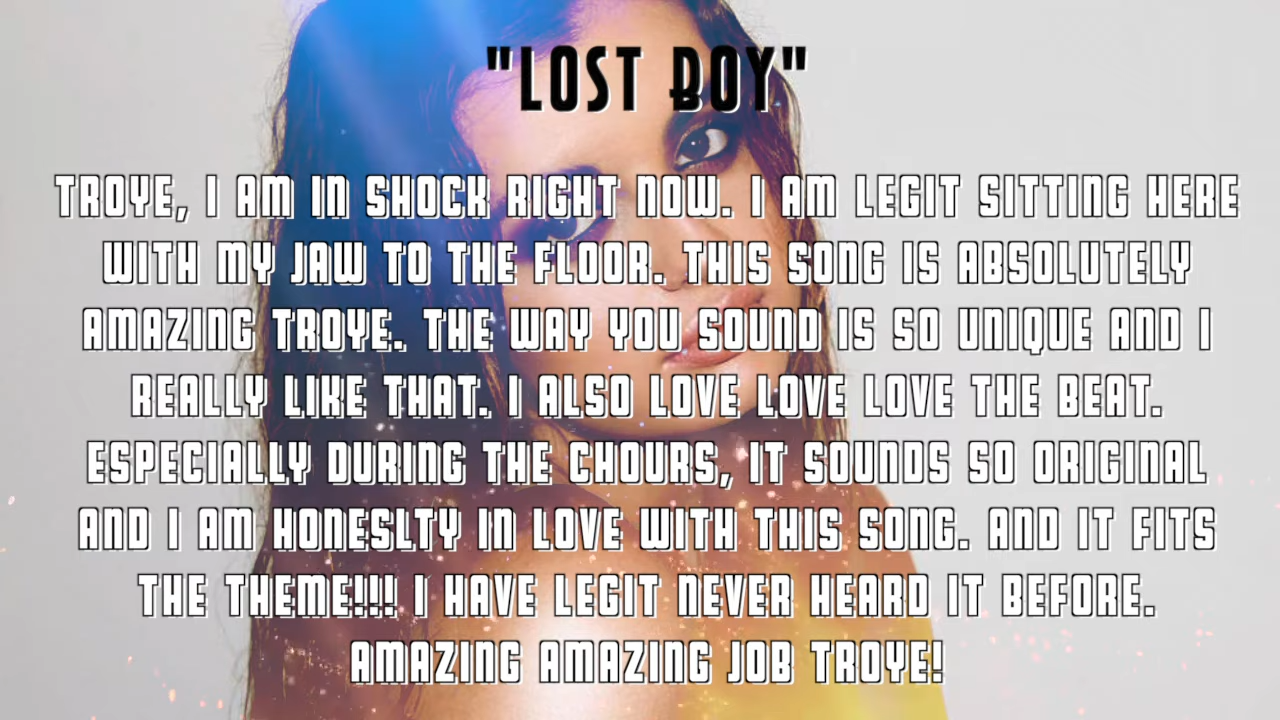 "LOST BOY"
TROYE, I AM IN SHOCK RIGHT NOW. I AM LEGIT SITTING HERE
WITH MY JAW TO THE FLOOR. THIS SONG IS ABSOLUTELY
AMAZING TROYE. THE WAY YOU SOUND IS SO UNIQUE AND I
REALLY LIKE THAT. I ALSO LOVE LOVE LOVE THE BEAT.
ESPECIALLY DURING THE CHOURS, IT SOUNDS SO ORIGINAL
AND I AM HONESLTY IN LOVE WITH THIS SONG. AND IT FITS
THE THEME!!! I HAVE LEGIT NEVER HEARD IT BEFORE.
AMAZING AMAZING JOB TROYE!